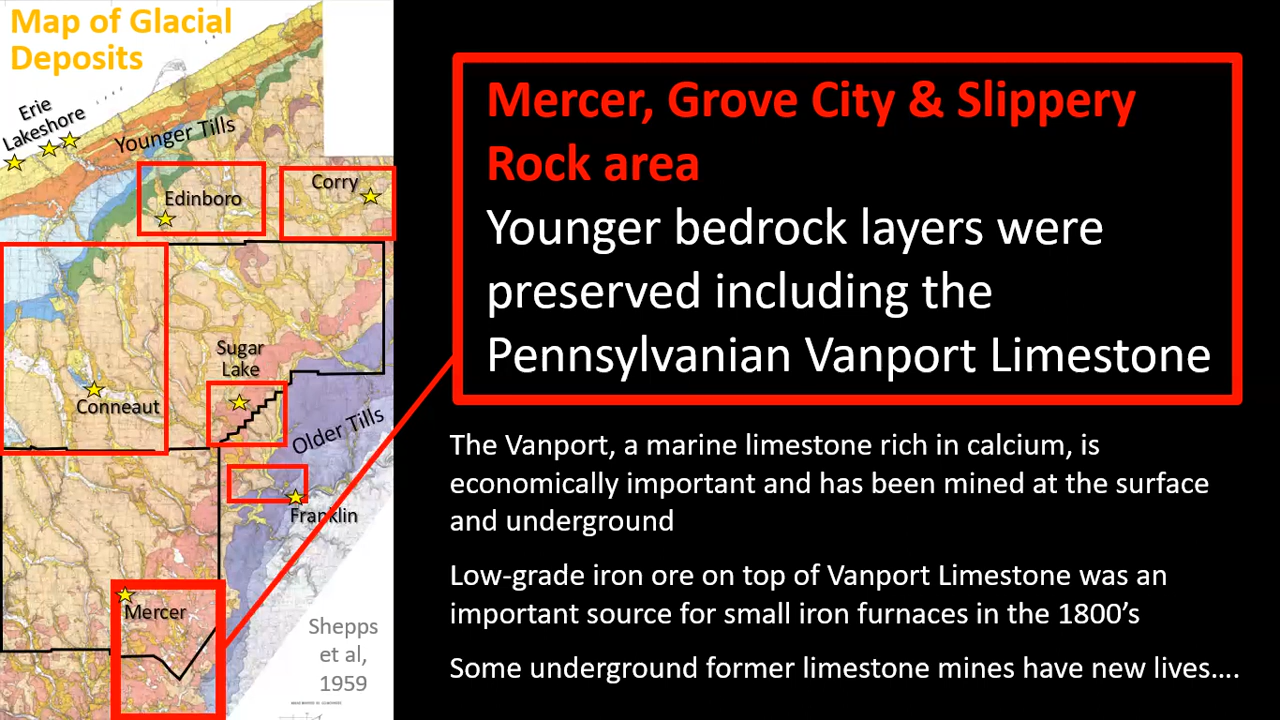 Map of Glacial
Deposits
Erie
Lakeshore
Younger Tills
Edinboro
Corry
Sugar
Lake
Conneaut
Older Tills
Franklin
Mercer
Shepps
et al,
1959
Mercer, Grove City & Slippery
Rock area
Younger bedrock layers were
preserved including the
Pennsylvanian Vanport Limestone
The Vanport, a marine limestone rich in calcium, is
economically important and has been mined at the surface
and underground
Low-grade iron ore on top of Vanport Limestone was an
important source for small iron furnaces in the 1800’s
Some underground former limestone mines have new lives….